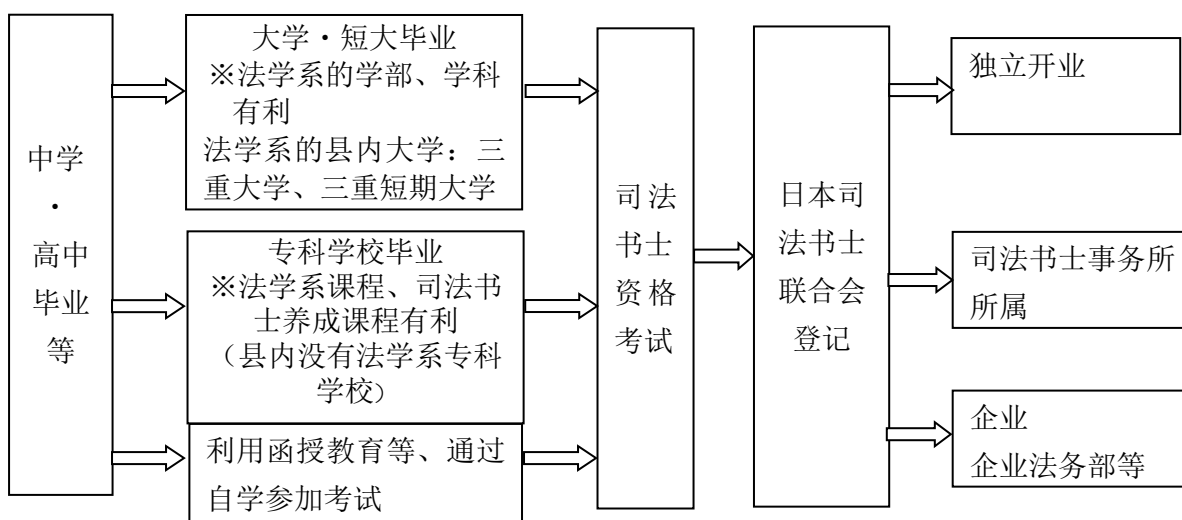 中学
・
高中
毕业
等
大学・短大毕业
※法学系的学部、学科
有利
法学系的县内大学：三
重大学、三重短期大学
专科学校毕业
※法学系课程、司法书
士养成课程有利
（县内没有法学系专科
学校）
利用函授教育等、通过
自学参加考试
司法
书士
资格
考试
日本司
法书士
联合会
登记
独立开业
司法书士事务所
所属
企业
企业法务部等